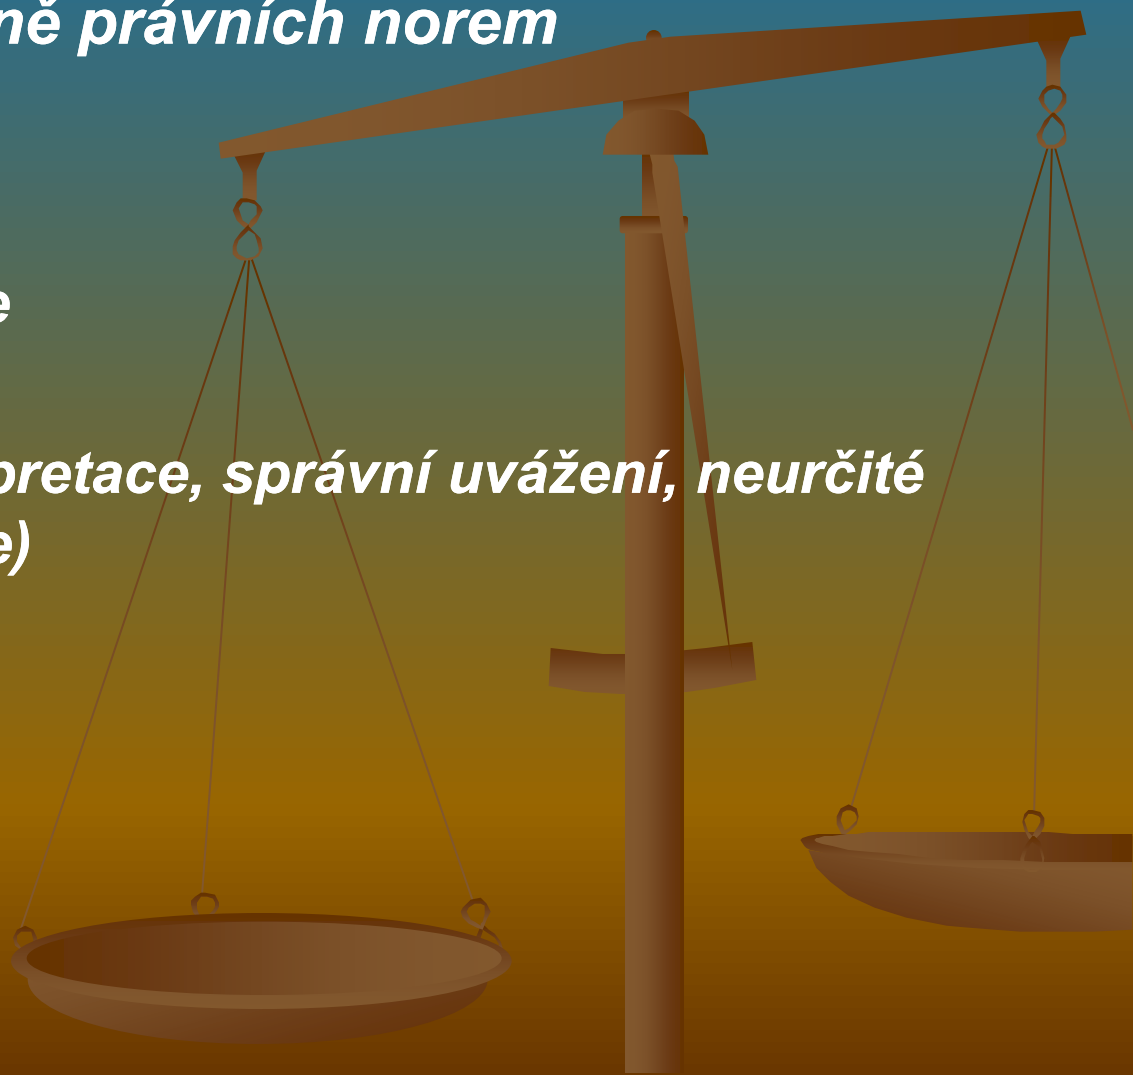 ně právních norem
e
pretace, správní uvážení, neurčité
e)